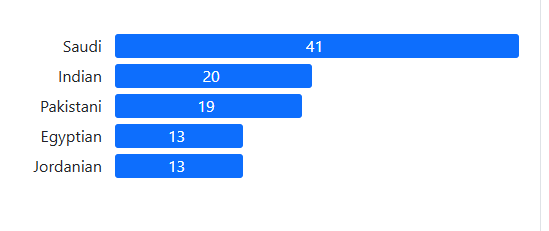 Saudi 41
Indian 20
Pakistani 19
Egyptian 13
Jordanian 13